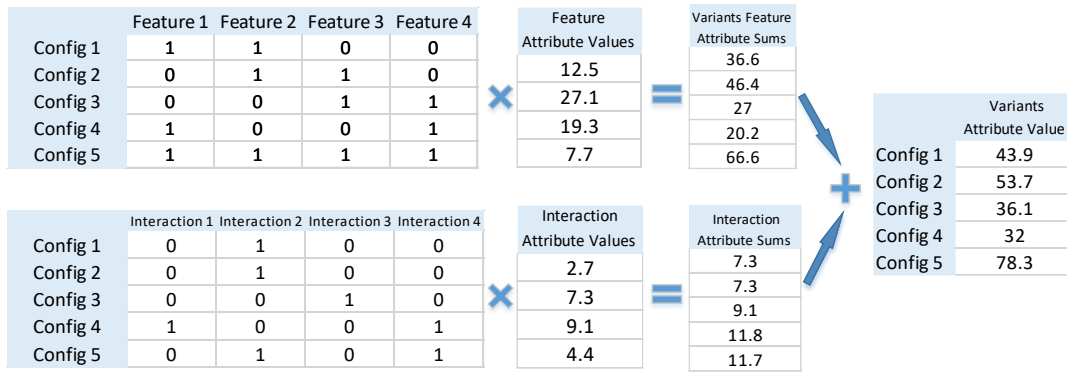 Feature 1 Feature 2 Feature 3 Feature 4
Config 1 1 1 0 0
Config 2 0 1 1 0
Config 3 0 0 1 1
Config 4 1 0 0 1
Config 5 1 1 1 1
×
Feature
Attribute Values
12.5
27.1
19.3
7.7
=
Variants Feature
Attribute Sums
36.6
46.4
27
20.2
66.6
Interaction 1 Interaction 2 Interaction 3 Interaction 4
Config 1 0 1 0 0
Config 2 0 1 0 0
Config 3 0 0 1 0
Config 4 1 0 0 1
Config 5 0 1 0 1
×
Interaction
Attribute Values
2.7
7.3
9.1
4.4
=
Interaction
Attribute Sums
7.3
7.3
9.1
11.8
11.7
+
Variants
Attribute Value
Config 1 43.9
Config 2 53.7
Config 3 36.1
Config 4 32
Config 5 78.3